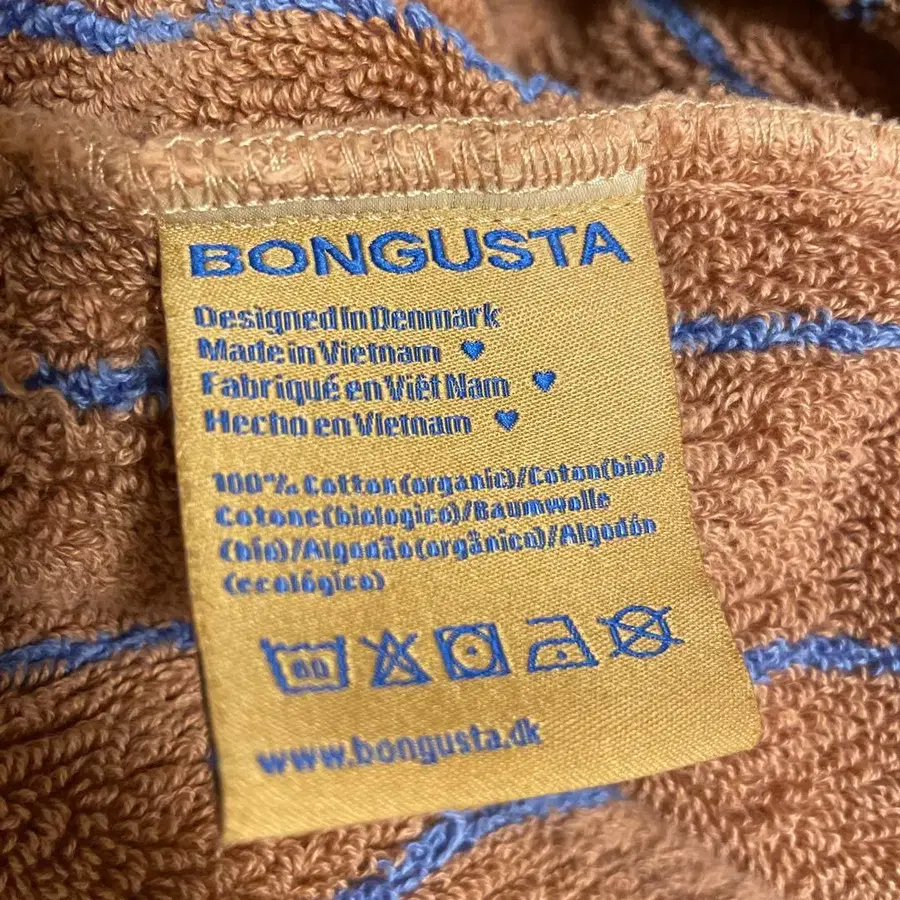 BONGUSTA
Designed in Denmark
Made in Vietnam ♥
Fabriqué en Viêt Nam ♥
Hecho en Vietnam ♥
100% Cotton(organic)/Coton(bio)/
Cotone(biologico)/Baumwolle
(bio)/Algodão(orgânico)/Algodón
(ecológico)
60
www.bongusta.dk